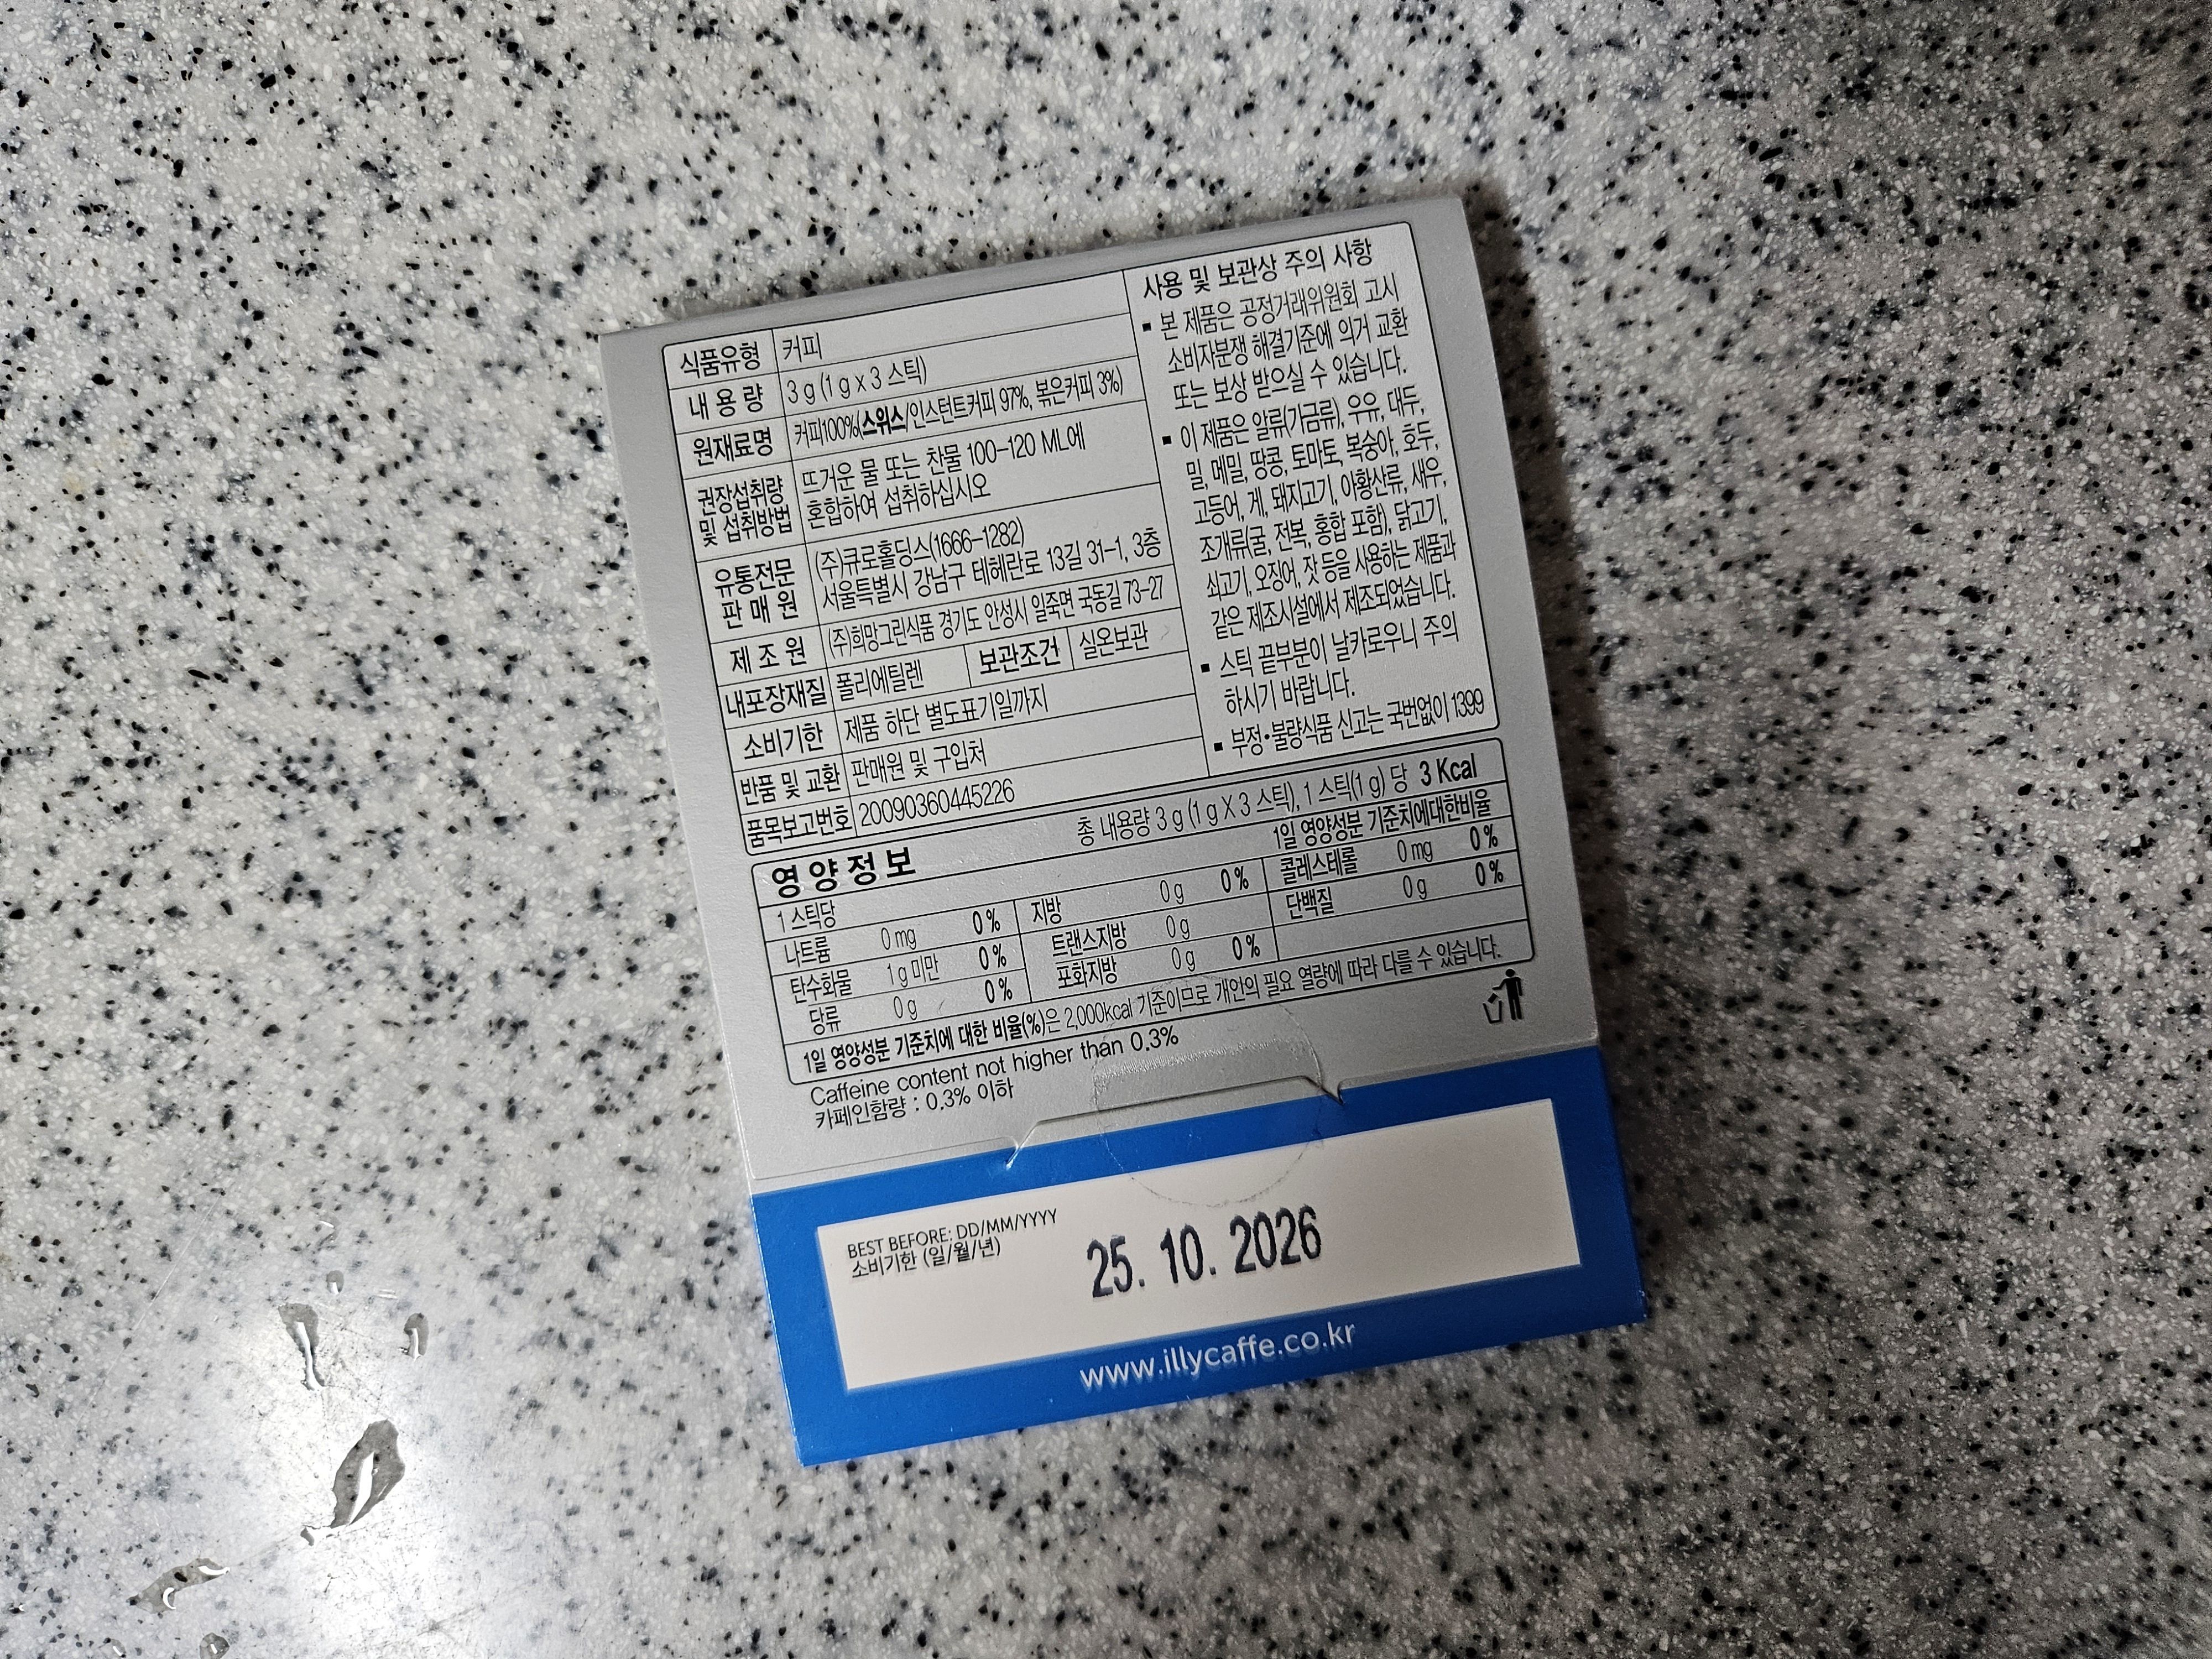 식품유형 커피
내 용 량 3 g (1 g x 3 스틱)
원재료명 커피100%(스위스/인스턴트커피 97%, 볶은커피 3%)
권장섭취량
및 섭취방법
뜨거운 물 또는 찬물 100-120 ML에
혼합하여 섭취하십시오
유통전문
판 매 원
(주)큐로홀딩스(1666-1282)
서울특별시 강남구 테헤란로 13길 31-1, 3층
제 조 원 (주)희망그린식품 경기도 안성시 일죽면 국동길 73-27
내포장재질 폴리에틸렌 보관조건 실온보관
소비기한 제품 하단 별도표기일까지
반품 및 교환 판매원 및 구입처
품목보고번호 20090360445226
사용 및 보관상 주의 사항
▪ 본 제품은 공정거래위원회 고시
소비자분쟁 해결기준에 의거 교환
또는 보상 받으실 수 있습니다.
▪ 이 제품은 알류(가금류), 우유, 대두,
밀, 메밀, 땅콩, 토마토, 복숭아, 호두,
고등어, 게, 돼지고기, 아황산류, 새우,
조개류(굴, 전복, 홍합 포함), 닭고기,
쇠고기, 오징어, 잣 등을 사용하는 제품과
같은 제조시설에서 제조되었습니다.
▪ 스틱 끝부분이 날카로우니 주의
하시기 바랍니다.
▪ 부정•불량식품 신고는 국번없이 1399
영양정보 총 내용량 3 g (1 g X 3 스틱), 1 스틱(1 g) 당 3 Kcal
1 스틱당 1일 영양성분 기준치에대한비율
나트륨 0 mg 0 % 지방 0 g 0 % 콜레스테롤 0 mg 0 %
탄수화물 1 g 미만 0 % 트랜스지방 0 g 단백질 0 g 0 %
당류 0 g 0 % 포화지방 0 g 0 %
1일 영양성분 기준치에 대한 비율(%)은 2,000kcal 기준이므로 개안의 필요 열량에 따라 다를 수 있습니다.
Caffeine content not higher than 0.3%
카페인함량 : 0.3% 이하
BEST BEFORE: DD/MM/YYYY
소비기한 (일/월/년)
25. 10. 2026
www.illycaffe.co.kr